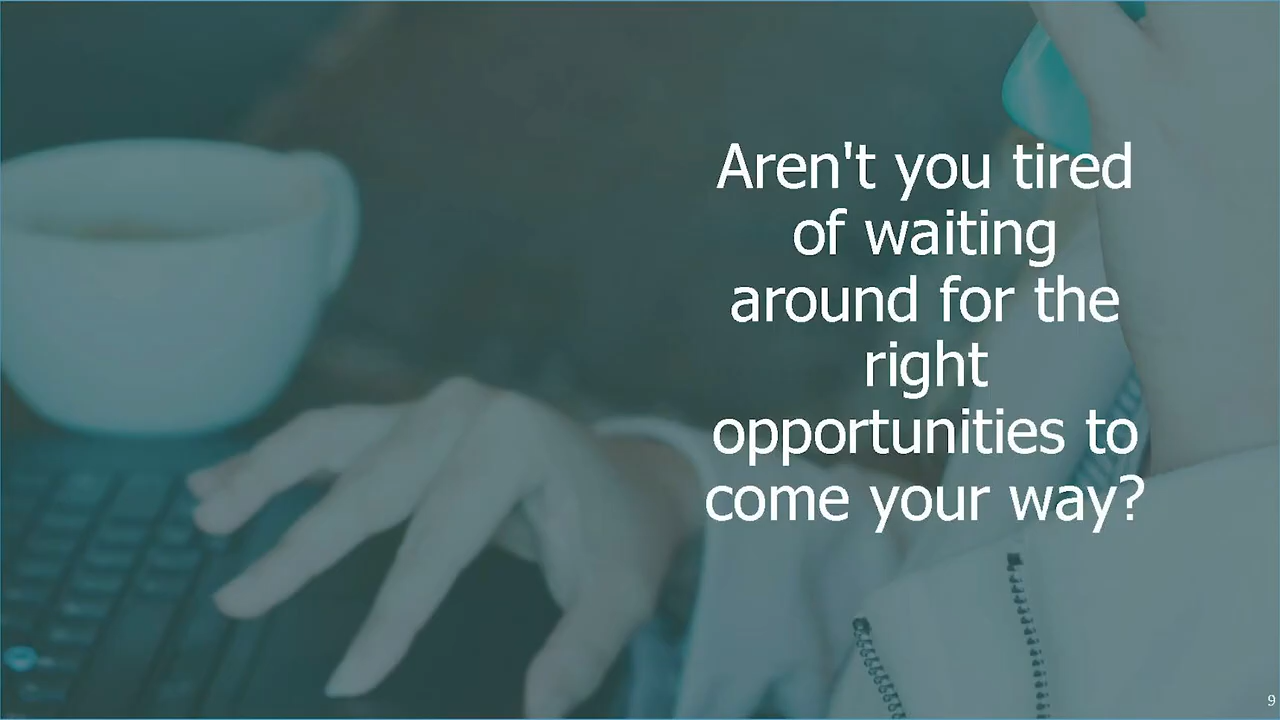 Aren't you tired
of waiting
around for the
right
opportunities to
come your way?
9